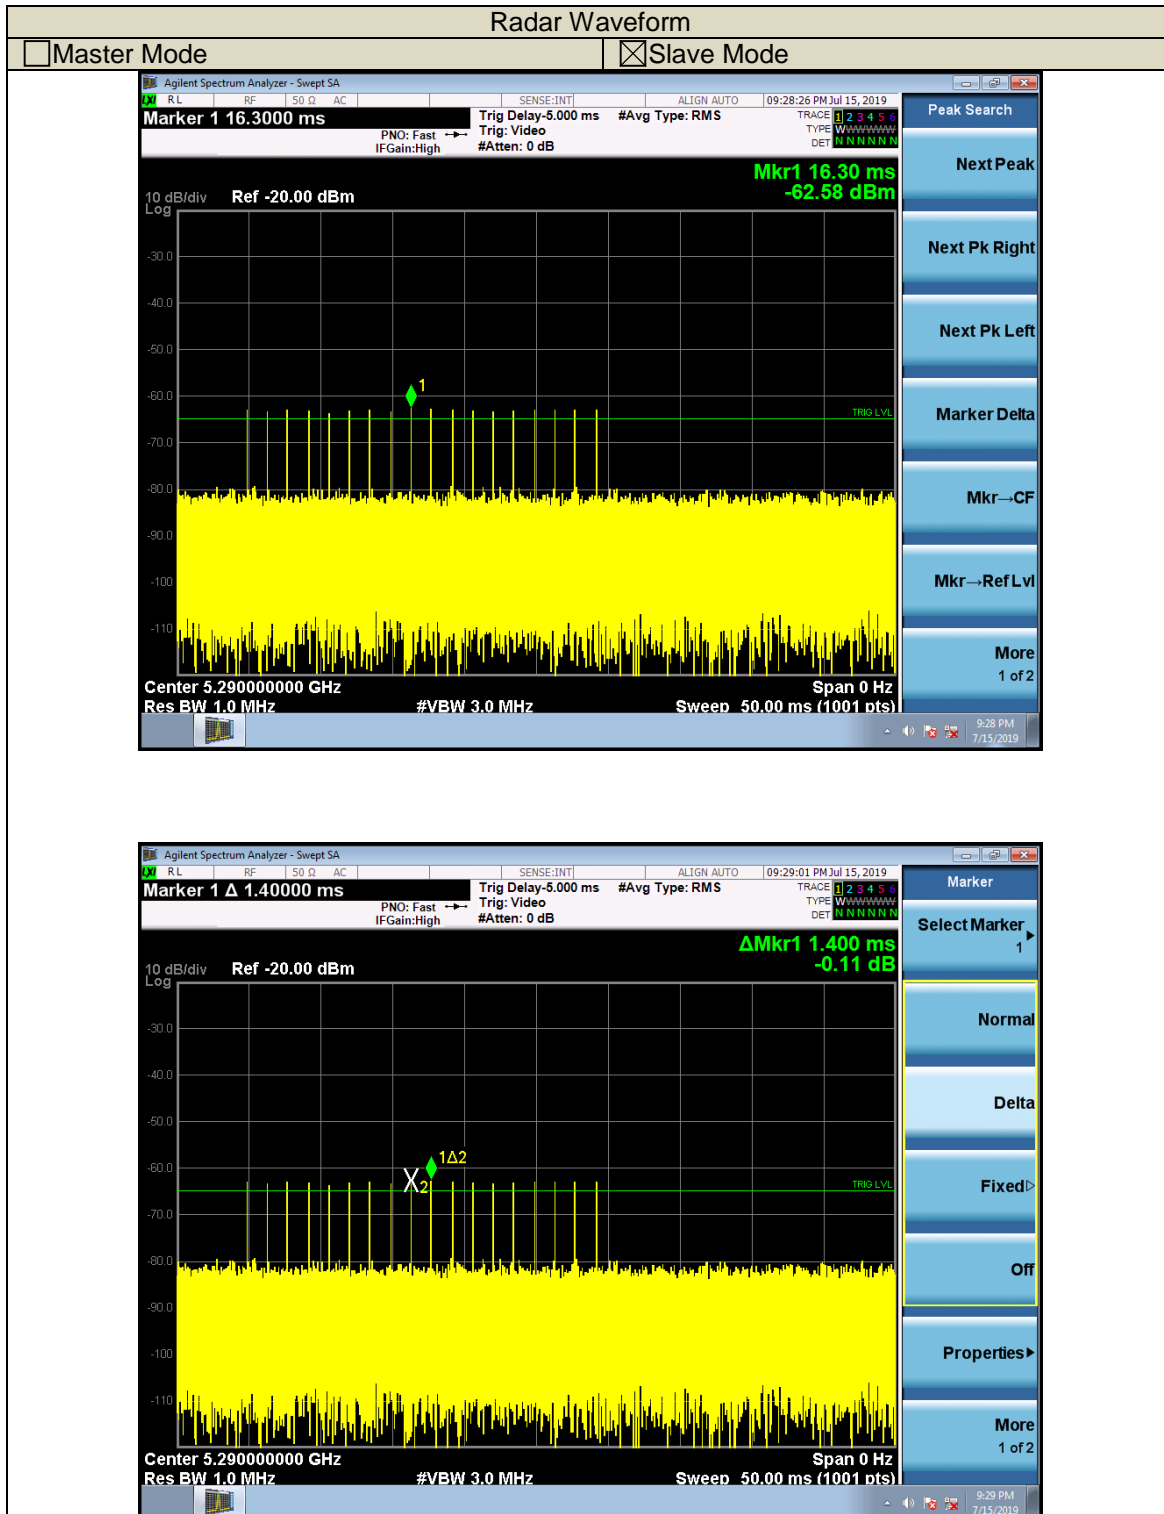 Radar Waveform
☐Master Mode ☒Slave Mode
Agilent Spectrum Analyzer - Swept SA
LXI RL RF 50 Ω AC SENSE:INT ALIGN AUTO 09:28:26 PM Jul 15, 2019
Marker 1 16.3000 ms
PNO: Fast
IFGain:High
Trig Delay-5.000 ms
Trig: Video
#Atten: 0 dB
#Avg Type: RMS
TRACE 1 2 3 4 5 6
TYPE WWWWWW
DET N N N N N N
Peak Search
Mkr1 16.30 ms
-62.58 dBm
10 dB/div Ref -20.00 dBm
Log
-30.0
-40.0
-50.0
-60.0
-70.0
-80.0
-90.0
-100
-110
1
TRIG LVL
Center 5.290000000 GHz Span 0 Hz
Res BW 1.0 MHz #VBW 3.0 MHz Sweep 50.00 ms (1001 pts)
Next Peak
Next Pk Right
Next Pk Left
Marker Delta
Mkr→CF
Mkr→Ref Lvl
More
1 of 2
9:28 PM
7/15/2019
Agilent Spectrum Analyzer - Swept SA
LXI RL RF 50 Ω AC SENSE:INT ALIGN AUTO 09:29:01 PM Jul 15, 2019
Marker 1 Δ 1.40000 ms
PNO: Fast
IFGain:High
Trig Delay-5.000 ms
Trig: Video
#Atten: 0 dB
#Avg Type: RMS
TRACE 1 2 3 4 5 6
TYPE WWWWWW
DET N N N N N N
Marker
ΔMkr1 1.400 ms
-0.11 dB
10 dB/div Ref -20.00 dBm
Log
-30.0
-40.0
-50.0
-60.0
-70.0
-80.0
-90.0
-100
-110
1Δ2
X2
TRIG LVL
Center 5.290000000 GHz Span 0 Hz
Res BW 1.0 MHz #VBW 3.0 MHz Sweep 50.00 ms (1001 pts)
Select Marker
1
Normal
Delta
Fixed
Off
Properties
More
1 of 2
9:29 PM
7/15/2019